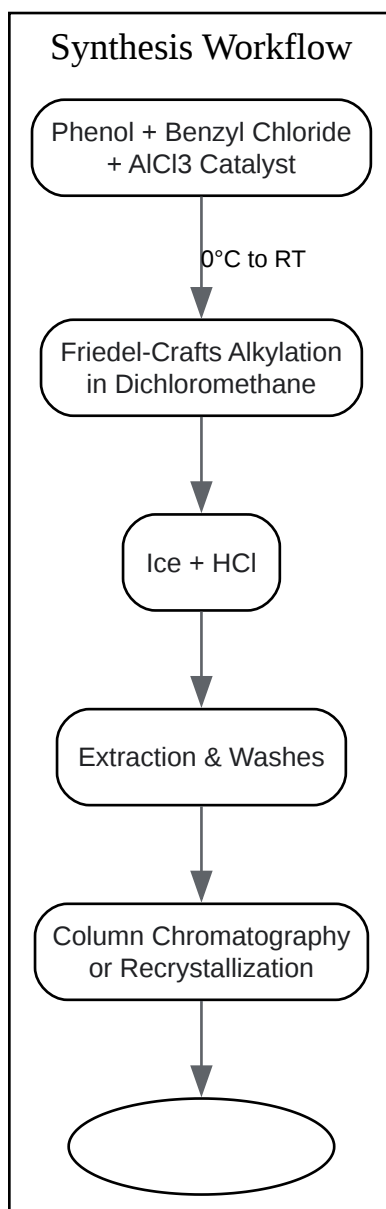 Synthesis Workflow
Phenol + Benzyl Chloride
+ AlCl3 Catalyst
0°C to RT
Friedel-Crafts Alkylation
in Dichloromethane
Ice + HCl
Extraction & Washes
Column Chromatography
or Recrystallization